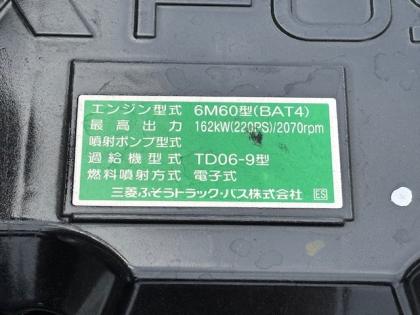 エンジン型式 6M60型(BAT4)
最高出力 162kW(220PS)/2070rpm
噴射ポンプ型式
過給機型式 TD06-9型
燃料噴射方式 電子式
三菱ふそうトラック・バス株式会社 ES